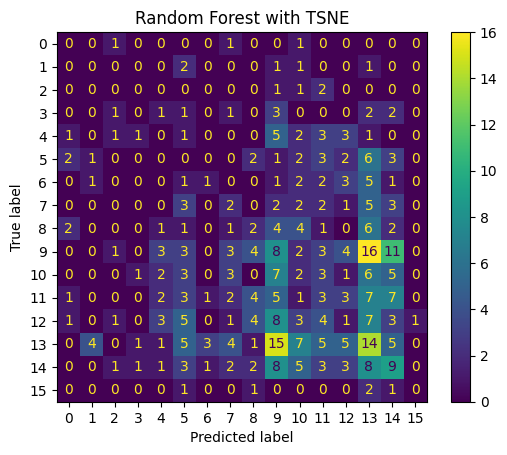 Random Forest with TSNE
0 0 0 1 0 0 0 0 1 0 0 1 0 0 0 0 0
1 0 0 0 0 0 2 0 0 0 1 1 0 0 1 0 0
2 0 0 0 0 0 0 0 0 0 1 1 2 0 0 0 0
3 0 0 1 0 1 1 0 1 0 3 0 0 0 2 2 0
4 1 0 1 1 0 1 0 0 0 5 2 3 3 1 0 0
5 2 1 0 0 0 0 0 0 2 1 2 3 2 6 3 0
6 0 1 0 0 0 1 1 0 0 1 2 2 3 5 1 0
7 0 0 0 0 0 3 0 2 0 2 2 2 1 5 3 0
8 2 0 0 0 1 1 0 1 2 4 4 1 0 6 2 0
9 0 0 1 0 3 3 0 3 4 8 2 3 4 16 11 0
10 0 0 0 1 2 3 0 3 0 7 2 3 1 6 5 0
11 1 0 0 0 2 3 1 2 4 5 1 3 3 7 7 0
12 1 0 1 0 3 5 0 1 4 8 3 4 1 7 3 1
13 0 4 0 1 1 5 3 4 1 15 7 5 5 14 5 0
14 0 0 1 1 1 3 1 2 2 8 5 3 3 8 9 0
15 0 0 0 0 0 1 0 0 1 0 0 0 0 2 1 0
0 1 2 3 4 5 6 7 8 9 10 11 12 13 14 15
Predicted label
True label
16
14
12
10
8
6
4
2
0